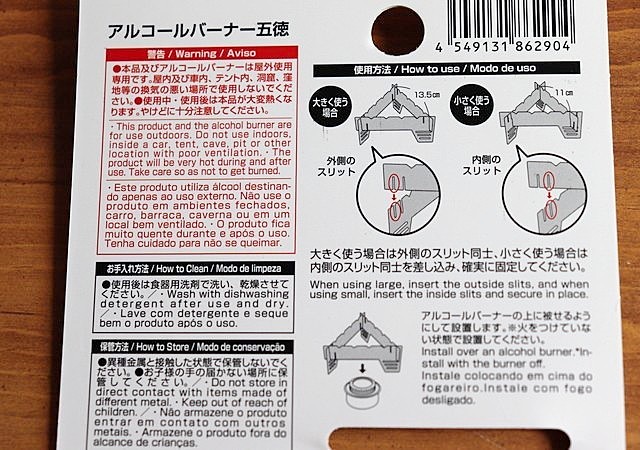 アルコールバーナー五徳
4 549131 862904
警告 / Warning / Aviso
●本品及びアルコールバーナーは屋外使用
専用です。屋内及び車内、テント内、洞窟、窪
地等の換気の悪い場所で使用しないでくだ
さい。●使用中・使用後は本品が大変熱くな
ります。やけどに十分注意してください。
・This product and the alcohol burner are
for use outdoors. Do not use indoors,
inside a car, tent, cave, pit or other
location with poor ventilation. ・The
product will be very hot during and after
use. Take care so as not to get burned.
・Este produto utiliza álcool destinan-
do apenas ao uso externo. Não use o
produto em ambientes fechados,
carro, barraca, caverna ou em um
local bem ventilado. ・O produto fica
muito quente durante e após o uso.
Tenha cuidado para não se queimar.
お手入れ方法 / How to Clean / Modo de limpeza
●使用後は食器用洗剤で洗い、乾燥させて
ください。／・Wash with dishwashing
detergent after use and dry.
／・Lave com detergente e seque
bem o produto após o uso.
保管方法 / How to Store / Modo de conservação
●異種金属と接触した状態で保管しないでく
ださい。●お子様の手の届かない場所に保
管してください。／・Do not store in
direct contact with items made of
different metal.・Keep out of reach of
children. ／・Não armazene o produto
entrar em contato com outros
metais.・Armazene o produto fora do
alcance de crianças.
使用方法 / How to use / Modo de uso
大きく使う
場合
13.5cm
小さく使う
場合
11cm
外側の
スリット
内側の
スリット
大きく使う場合は外側のスリット同士、小さく使う場合は
内側のスリット同士を差し込み、確実に固定してください。
When using large, insert the outside slits, and when
using small, insert the inside slits and secure in place.
アルコールバーナーの上に被せるよう
にして設置します。※火をつけていな
い状態で設置してください。
Install over an alcohol burner.*In-
stall with the burner off.
Instale colocando em cima do
fogareiro.Instale com fogo
desligado.